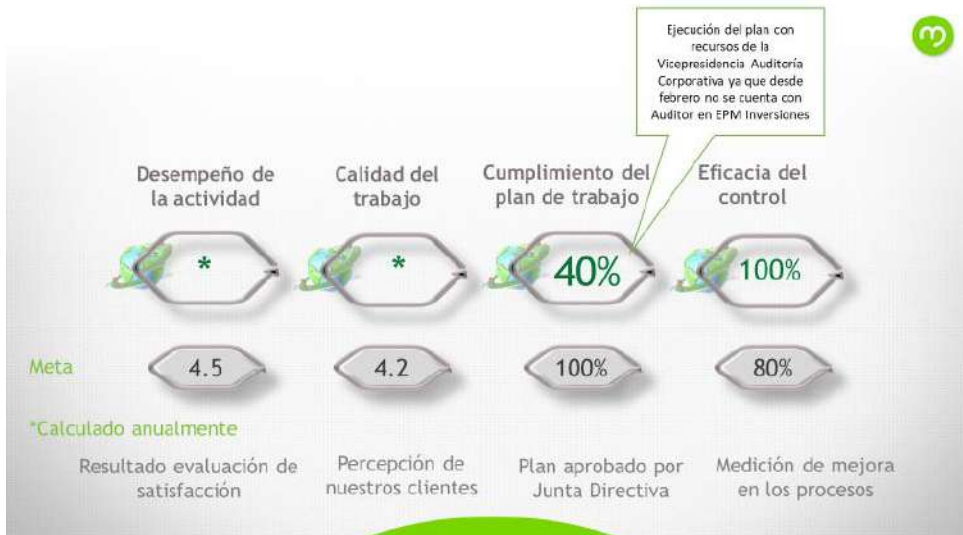 Ejecución del plan con
recursos de la
Vicepresidencia Auditoría
Corporativa ya que desde
febrero no se cuenta con
Auditor en EPM Inversiones
Desempeño de
la actividad
Calidad del
trabajo
Cumplimiento del
plan de trabajo
Eficacia del
control
*
*
40%
100%
Meta
4.5
4.2
100%
80%
*Calculado anualmente
Resultado evaluación de
satisfacción
Percepción de
nuestros clientes
Plan aprobado por
Junta Directiva
Medición de mejora
en los procesos